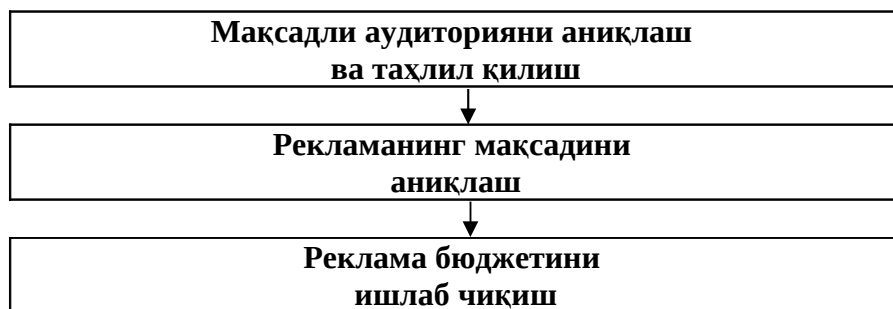 Мақсадли аудиторияни аниқлаш
ва таҳлил қилиш
Рекламанинг мақсадини
аниқлаш
Реклама бюджетини
ишлаб чиқиш